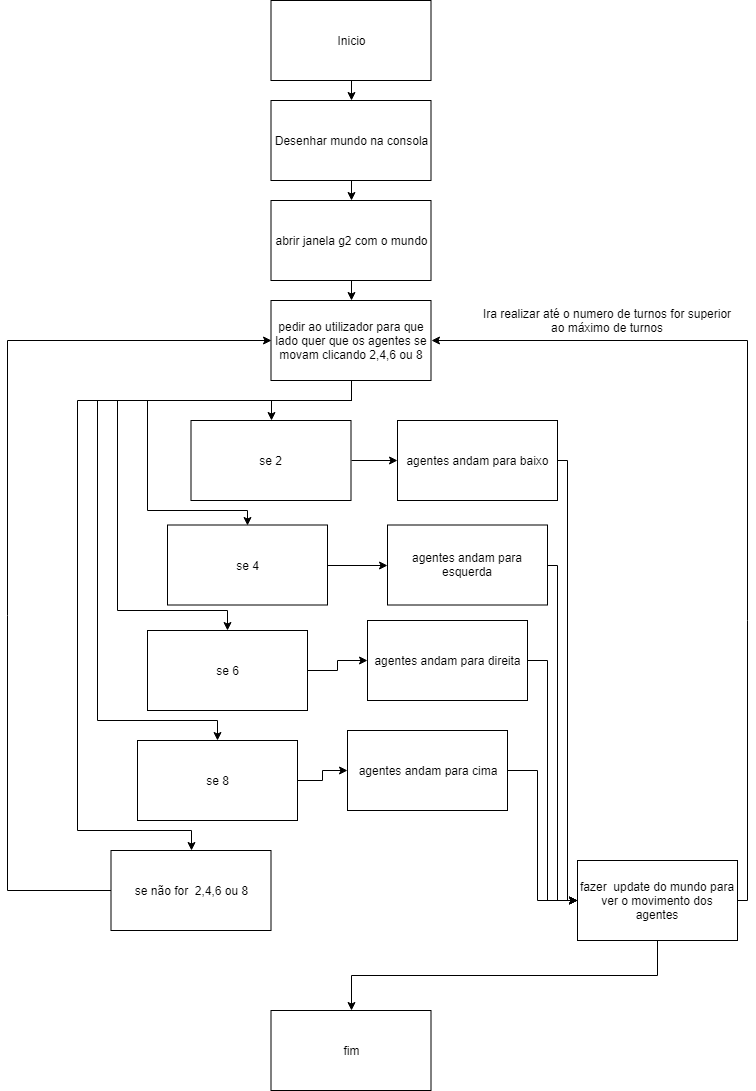 Inicio
Desenhar mundo na consola
abrir janela g2 com o mundo
Ira realizar até o numero de turnos for superior
ao máximo de turnos
pedir ao utilizador para que
lado quer que os agentes se
movam clicando 2,4,6 ou 8
se 2
agentes andam para baixo
se 4
agentes andam para
esquerda
se 6
agentes andam para direita
se 8
agentes andam para cima
se não for 2,4,6 ou 8
fazer update do mundo para
ver o movimento dos
agentes
fim